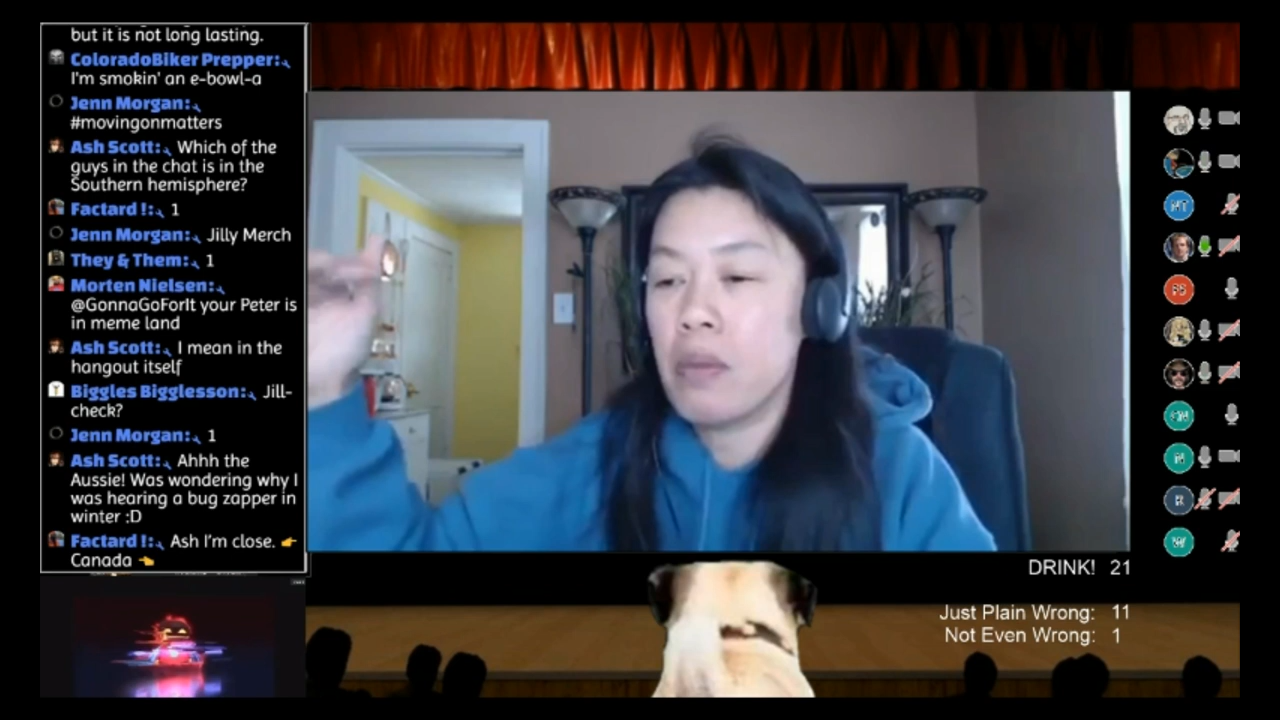 but it is not long lasting.
ColoradoBiker Prepper:
I'm smokin' an e-bowl-a
Jenn Morgan:
#movingonmatters
Ash Scott: Which of the
guys in the chat is in the
Southern hemisphere?
Factard !: 1
Jenn Morgan: Jilly Merch
They & Them: 1
Morten Nielsen:
@GonnaGoForIt your Peter is
in meme land
Ash Scott: I mean in the
hangout itself
Biggles Bigglesson: Jill-
check?
Jenn Morgan: 1
Ash Scott: Ahhh the
Aussie! Was wondering why I
was hearing a bug zapper in
winter :D
Factard !: Ash I'm close. 👉
Canada 👈
DRINK! 21
Just Plain Wrong: 11
Not Even Wrong: 1